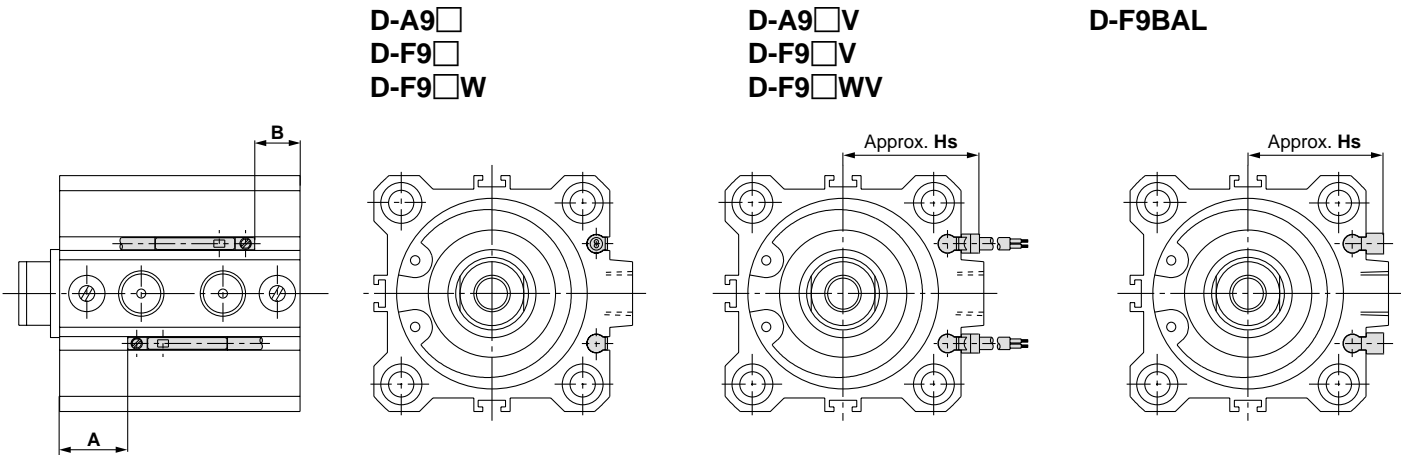 D-A9□
D-F9□
D-F9□W
D-A9□V
D-F9□V
D-F9□WV
D-F9BAL
B
Approx. Hs
Approx. Hs
A